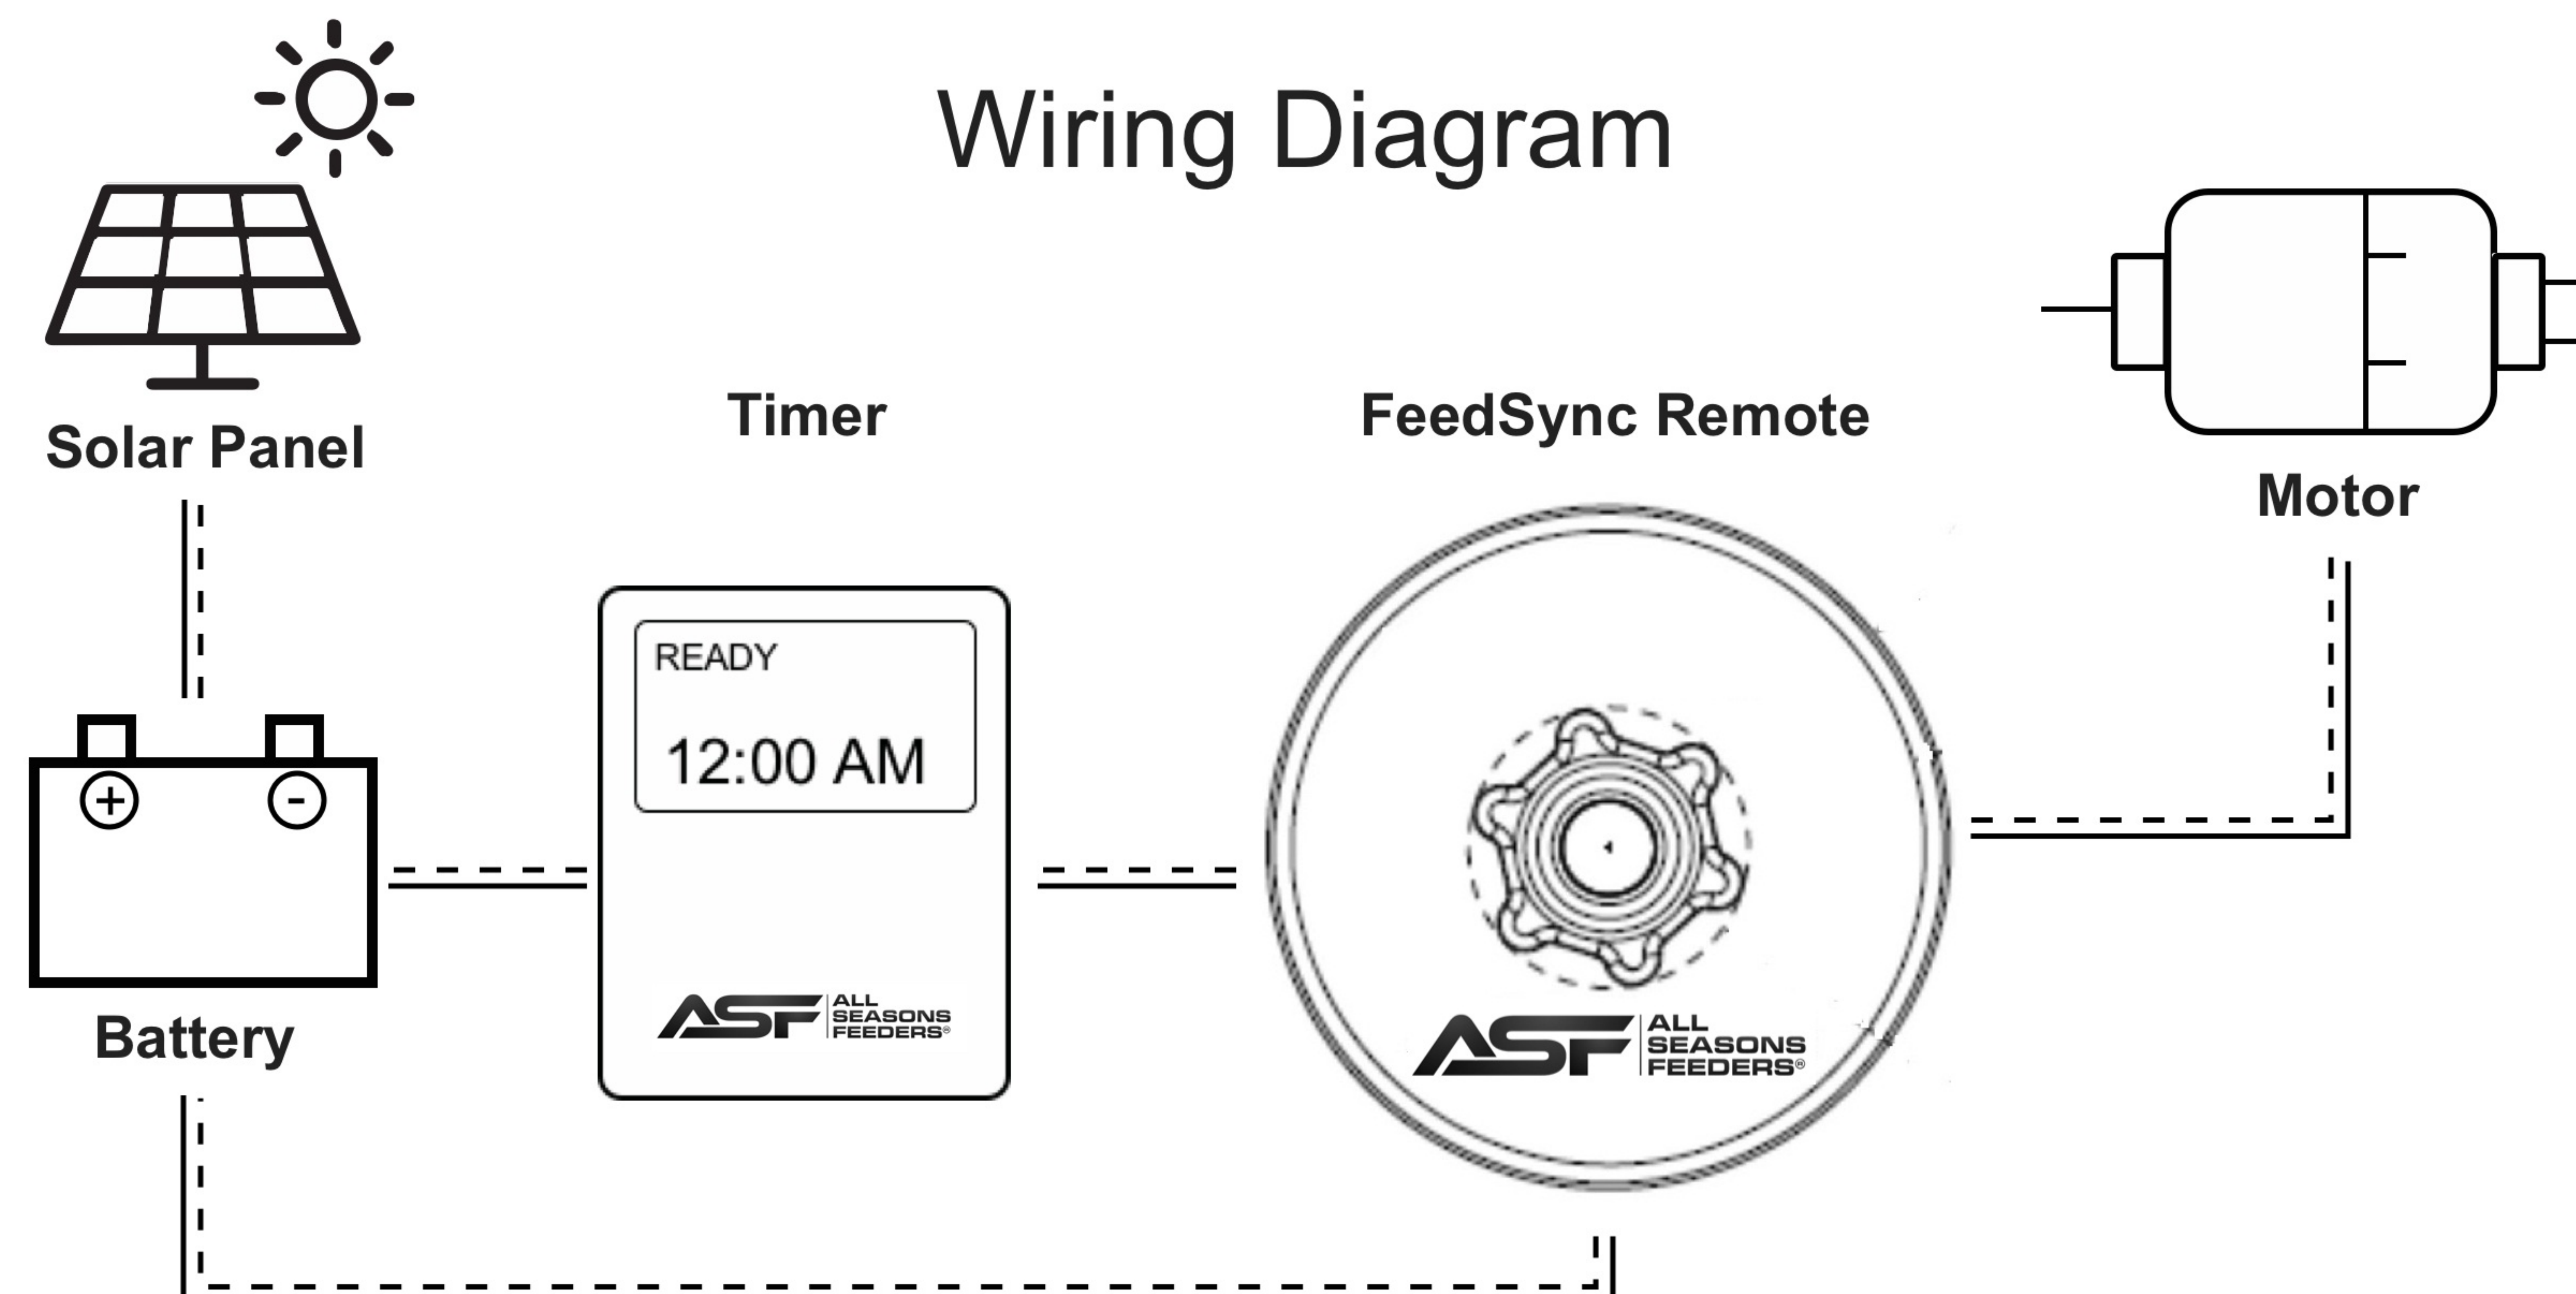 Wiring Diagram
Solar Panel
Timer
FeedSync Remote
Motor
READY
12:00 AM
+ -
Battery
ASF ALL
SEASONS
FEEDERS®
ASF ALL
SEASONS
FEEDERS®